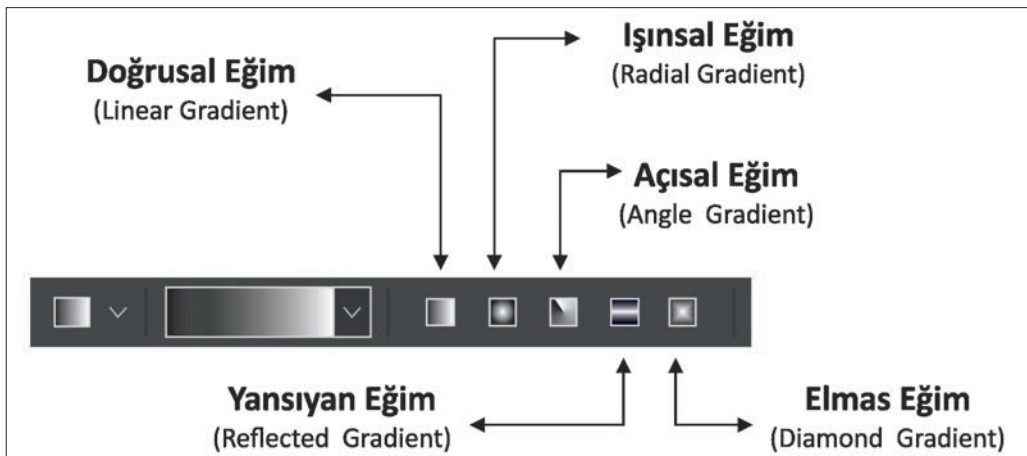 Işınsal Eğim
(Radial Gradient)
Doğrusal Eğim
(Linear Gradient)
Açısal Eğim
(Angle Gradient)
Yansıyan Eğim
(Reflected Gradient)
Elmas Eğim
(Diamond Gradient)